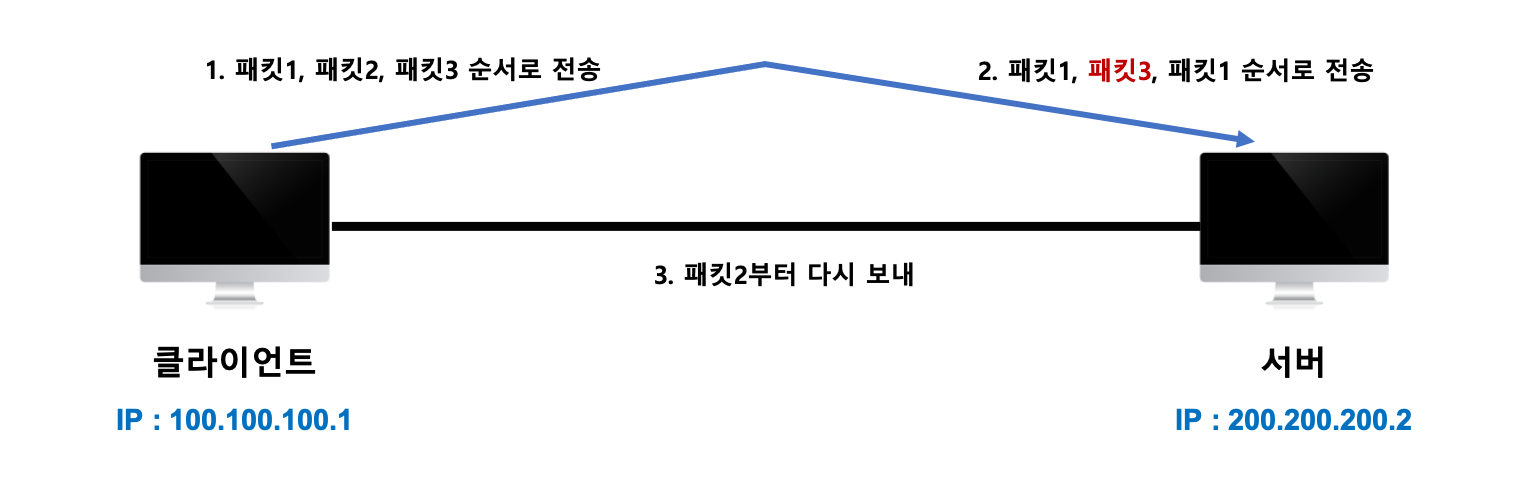 1. 패킷1, 패킷2, 패킷3 순서로 전송
2. 패킷1, 패킷3, 패킷1 순서로 전송
3. 패킷2부터 다시 보내
클라이언트
서버
IP : 100.100.100.1
IP : 200.200.200.2